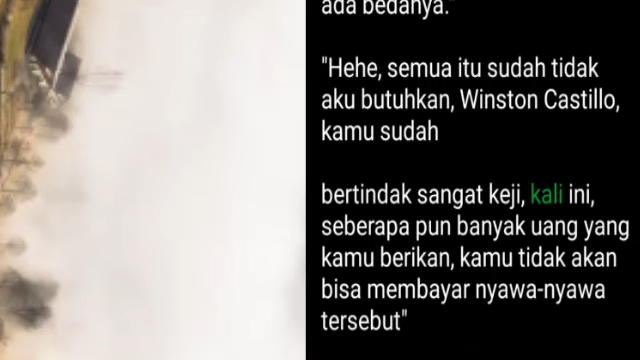 ada bedanya."
"Hehe, semua itu sudah tidak
aku butuhkan, Winston Castillo,
kamu sudah
bertindak sangat keji, kali ini,
seberapa pun banyak uang yang
kamu berikan, kamu tidak akan
bisa membayar nyawa-nyawa
tersebut"